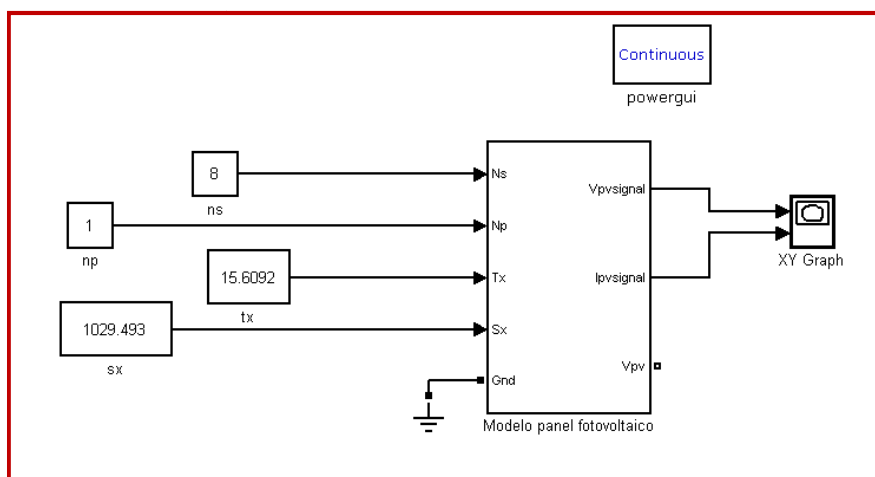 Continuous
powergui
8
ns
1
np
15.6092
tx
1029.493
sx
Ns
Np
Tx
Sx
Gnd
Vpvsignal
Ipvsignal
Vpv
Modelo panel fotovoltaico
XY Graph